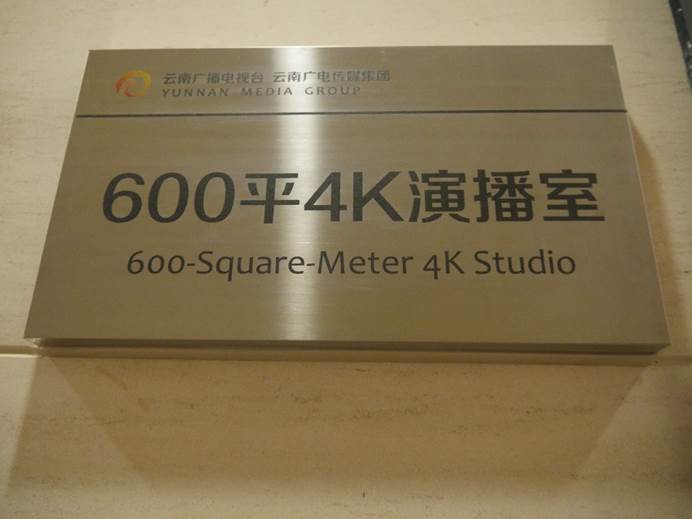 云南广播电视台 云南广电传媒集团
YUNNAN MEDIA GROUP
600平4K演播室
600-Square-Meter 4K Studio